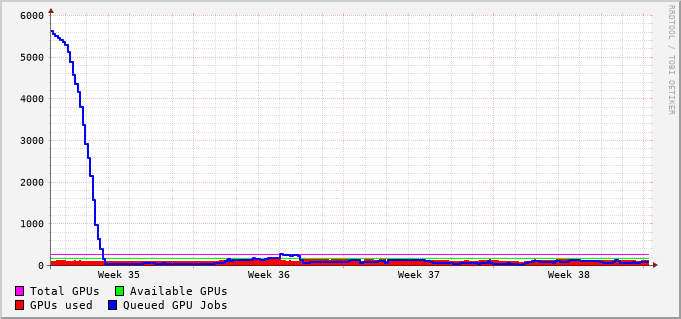 6000
5000
4000
3000
2000
1000
0
Week 35 Week 36 Week 37 Week 38
Total GPUs Available GPUs
GPUs used Queued GPU Jobs
RRDTOOL / TOBI OETIKER